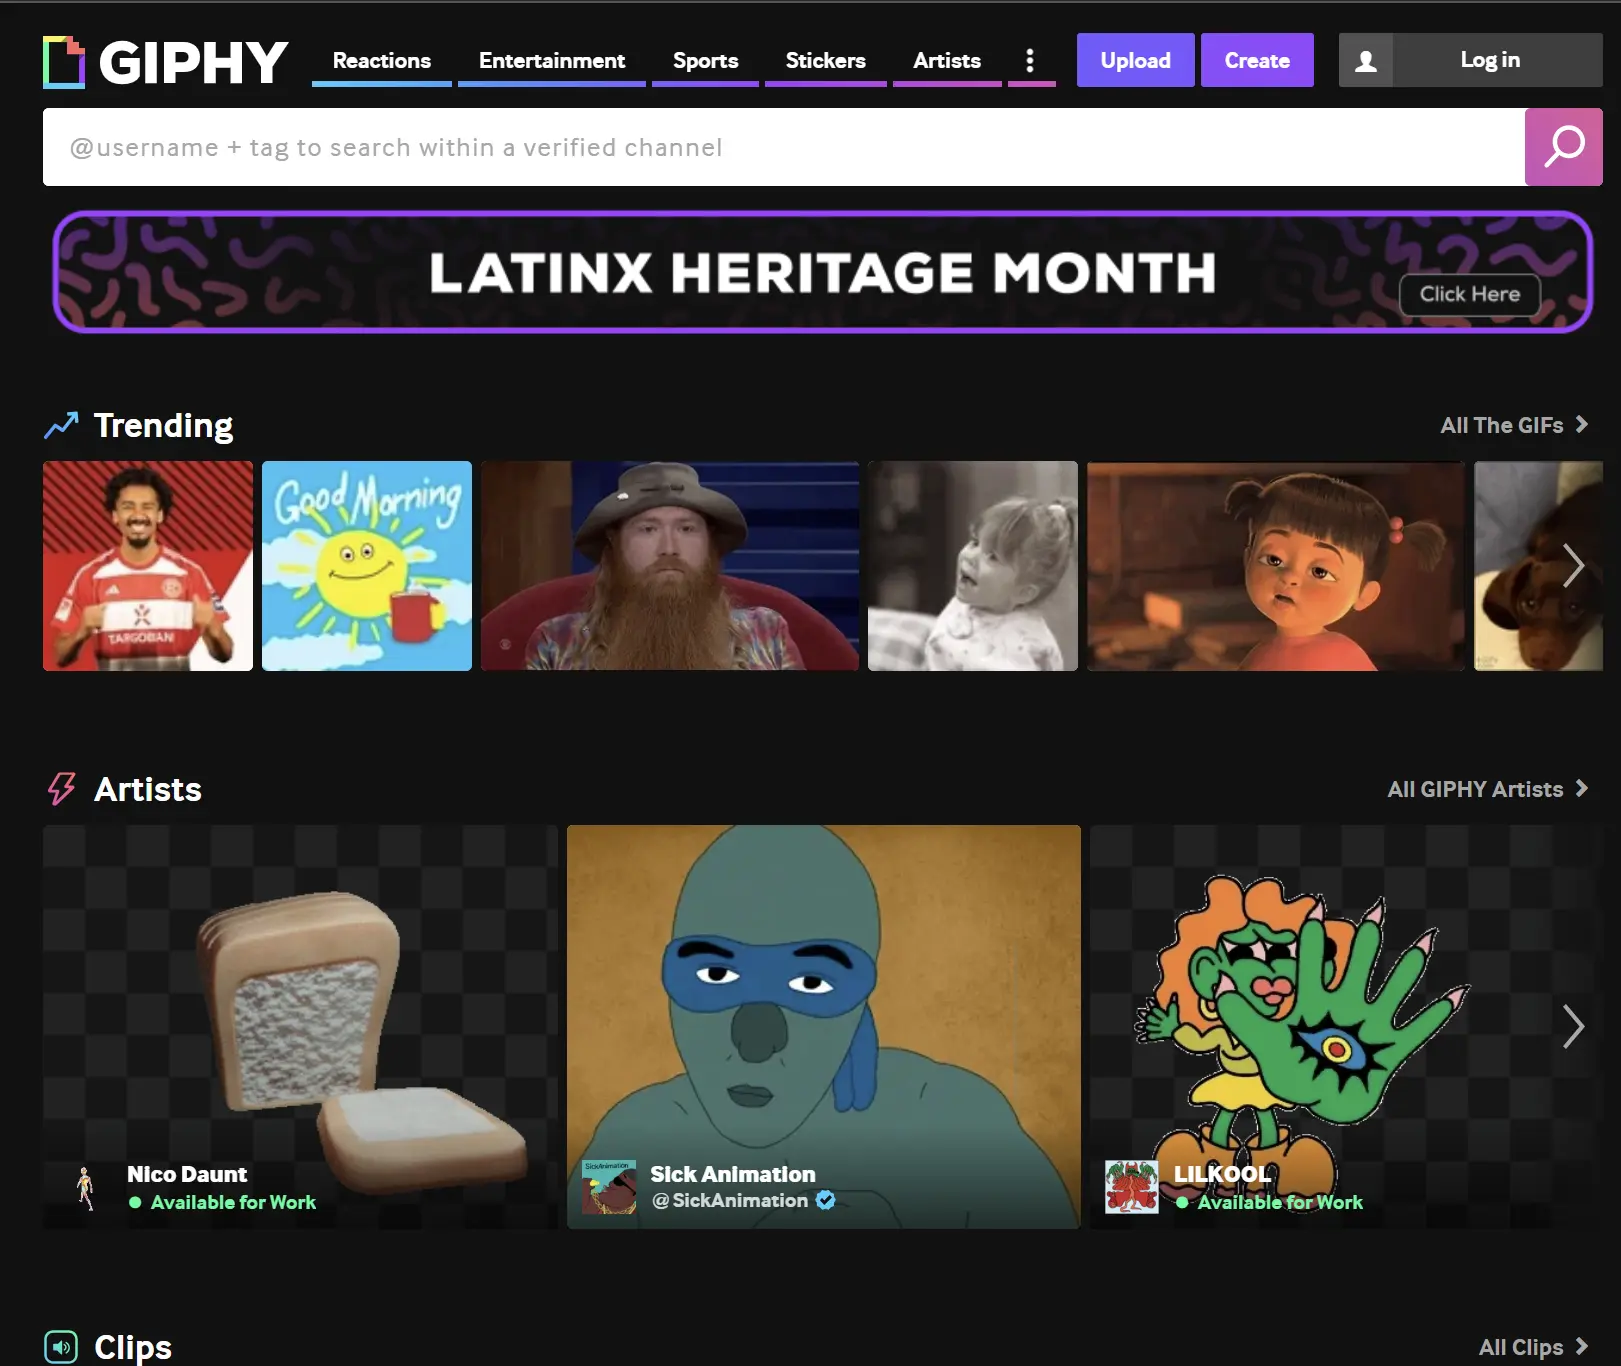 GIPHY
Reactions
Entertainment
Sports
Stickers
Artists
Upload
Create
Log in
@username + tag to search within a verified channel
LATINX HERITAGE MONTH
Click Here
Trending
All The GIFs
Good Morning
TARGOBANK
Artists
All GIPHY Artists
Nico Daunt
Available for Work
SickAnimation
Sick Animation
@SickAnimation
LILKOOL
Available for Work
Clips
All Clips